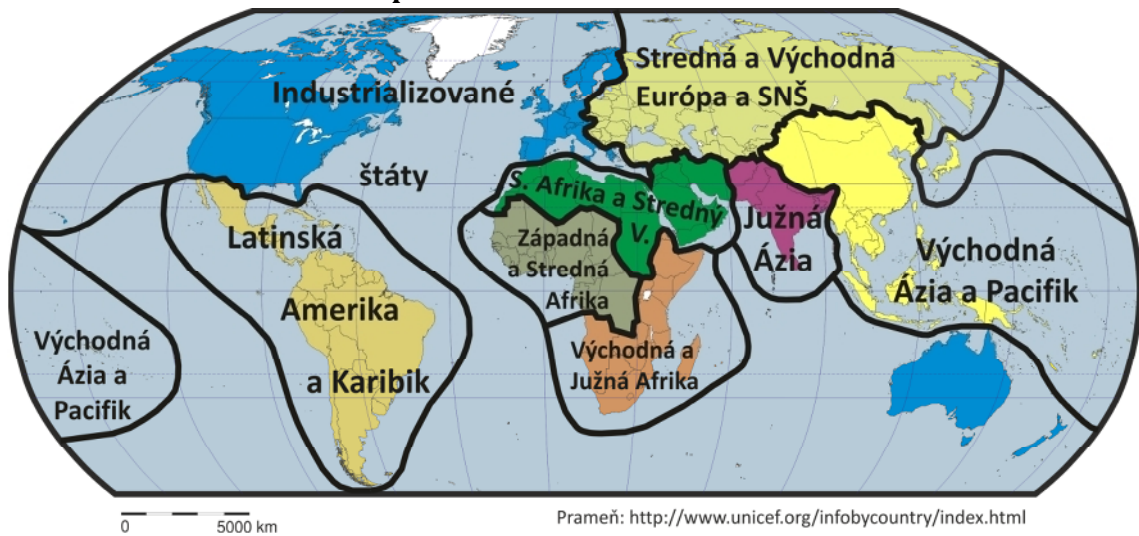 Industrializované
štáty
Stredná a Východná
Európa a SNŠ
S. Afrika a Stredný
V.
Južná
Ázia
Latinská
Amerika
a Karibik
Západná
a Stredná
Afrika
Východná a
Južná Afrika
Východná
Ázia a Pacifik
Východná
Ázia a
Pacifik
0 5000 km
Prameň: http://www.unicef.org/infobycountry/index.html